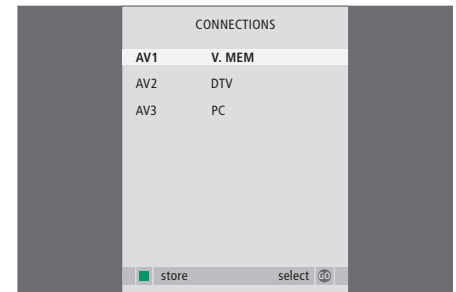 CONNECTIONS
AV1 V. MEM
AV2 DTV
AV3 PC
store select GO